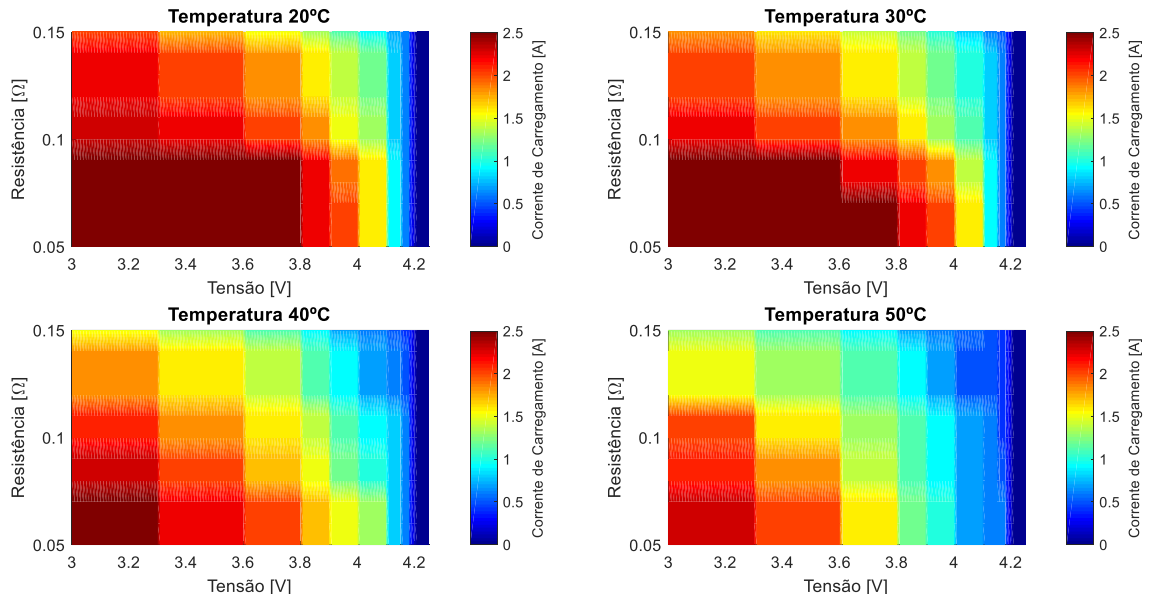 Temperatura 20ºC
0.15
0.1
0.05
Resistência [Ω]
3 3.2 3.4 3.6 3.8 4 4.2
Tensão [V]
2.5
2
1.5
1
0.5
0
Corrente de Carregamento [A]
Temperatura 30ºC
0.15
0.1
0.05
Resistência [Ω]
3 3.2 3.4 3.6 3.8 4 4.2
Tensão [V]
2.5
2
1.5
1
0.5
0
Corrente de Carregamento [A]
Temperatura 40ºC
0.15
0.1
0.05
Resistência [Ω]
3 3.2 3.4 3.6 3.8 4 4.2
Tensão [V]
2.5
2
1.5
1
0.5
0
Corrente de Carregamento [A]
Temperatura 50ºC
0.15
0.1
0.05
Resistência [Ω]
3 3.2 3.4 3.6 3.8 4 4.2
Tensão [V]
2.5
2
1.5
1
0.5
0
Corrente de Carregamento [A]